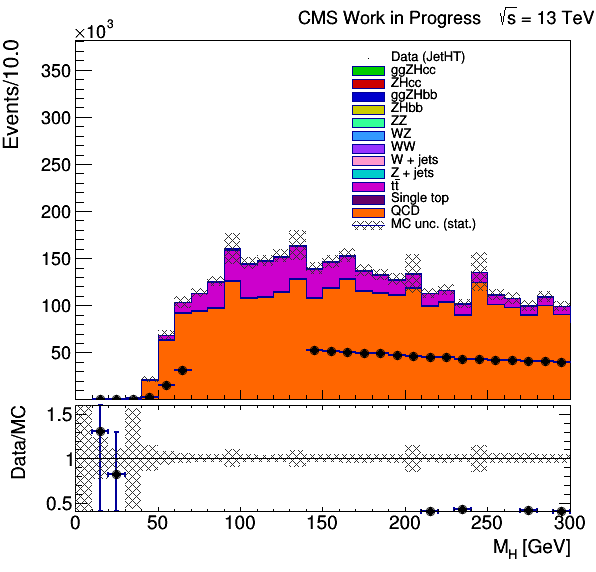 CMS Work in Progress √s = 13 TeV
×10³
Events/10.0
350
300
250
200
150
100
50
Data (JetHT)
ggZHcc
ZHcc
ggZHbb
ZHbb
ZZ
WZ
WW
W + jets
Z + jets
tt̄
Single top
QCD
MC unc. (stat.)
Data/MC
1.5
1
0.5
0 50 100 150 200 250 300
M_H [GeV]